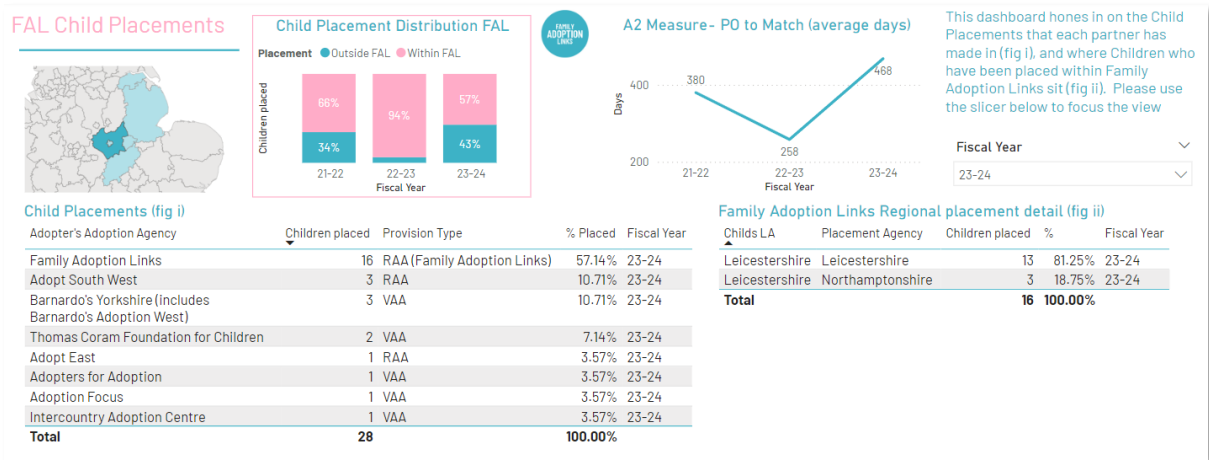 FAL Child Placements
Child Placement Distribution FAL
Placement Outside FAL Within FAL
Children placed
66%
34%
94%
57%
43%
21-22 22-23 23-24
Fiscal Year
FAMILY
ADOPTION
LINKS
A2 Measure- PO to Match (average days)
Days
400
200
380
258
468
21-22 22-23 23-24
Fiscal Year
This dashboard hones in on the Child
Placements that each partner has
made in (fig i), and where Children who
have been placed within Family
Adoption Links sit (fig ii). Please use
the slicer below to focus the view
Fiscal Year
23-24
Child Placements (fig i)
Adopter's Adoption Agency Children placed Provision Type % Placed Fiscal Year
Family Adoption Links 16 RAA (Family Adoption Links) 57.14% 23-24
Adopt South West 3 RAA 10.71% 23-24
Barnardo's Yorkshire (includes 3 VAA 10.71% 23-24
Barnardo's Adoption West)
Thomas Coram Foundation for Children 2 VAA 7.14% 23-24
Adopt East 1 RAA 3.57% 23-24
Adopters for Adoption 1 VAA 3.57% 23-24
Adoption Focus 1 VAA 3.57% 23-24
Intercountry Adoption Centre 1 VAA 3.57% 23-24
Total 28 100.00%
Family Adoption Links Regional placement detail (fig ii)
Childs LA Placement Agency Children placed % Fiscal Year
Leicestershire Leicestershire 13 81.25% 23-24
Leicestershire Northamptonshire 3 18.75% 23-24
Total 16 100.00%